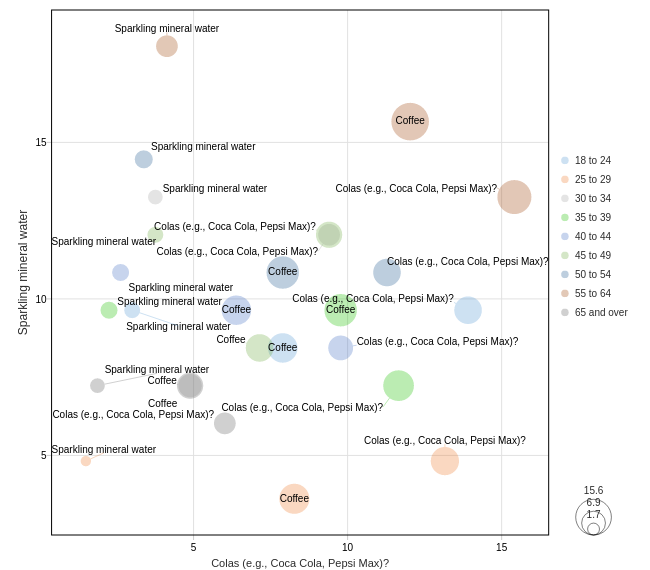 Sparkling mineral water
Coffee
15
Sparkling mineral water
18 to 24
25 to 29
Sparkling mineral water
Colas (e.g., Coca Cola, Pepsi Max)?
30 to 34
35 to 39
Colas (e.g., Coca Cola, Pepsi Max)?
40 to 44
Sparkling mineral water
Colas (e.g., Coca Cola, Pepsi Max)?
45 to 49
Colas (e.g., Coca Cola, Pepsi Max)?
Coffee
50 to 54
Sparkling mineral water
55 to 64
10
Sparkling mineral water
Colas (e.g., Coca Cola, Pepsi Max)?
Coffee
Coffee
65 and over
Sparkling mineral water
Coffee
Coffee
Colas (e.g., Coca Cola, Pepsi Max)?
Sparkling mineral water
Coffee
Coffee
Colas (e.g., Coca Cola, Pepsi Max)?
Colas (e.g., Coca Cola, Pepsi Max)?
Colas (e.g., Coca Cola, Pepsi Max)?
Sparkling mineral water
5
Coffee
15.6
6.9
1.7
5
10
15
Colas (e.g., Coca Cola, Pepsi Max)?
Sparkling mineral water